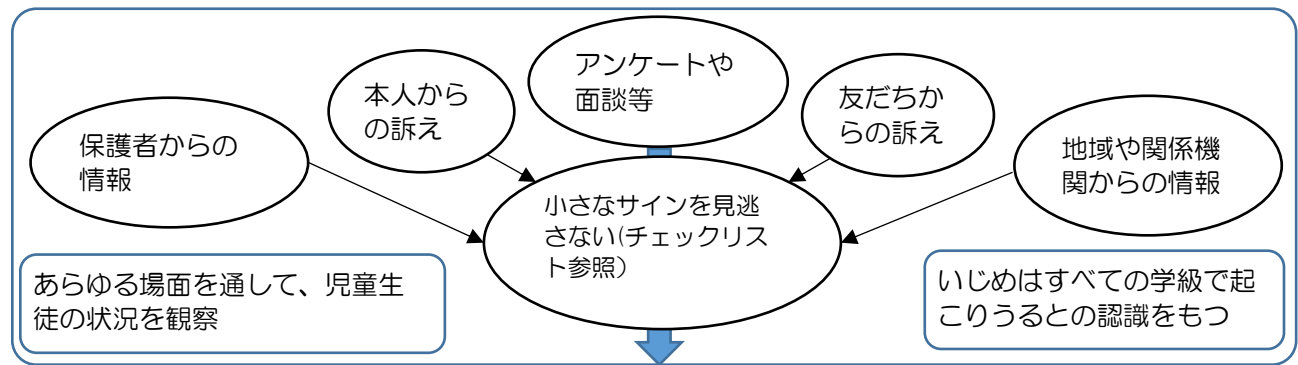 アンケートや
面談等
本人から
の訴え
友だちか
らの訴え
保護者からの
情報
地域や関係機
関からの情報
小さなサインを見逃
さない(チェックリス
ト参照）
あらゆる場面を通して、児童生
徒の状況を観察
いじめはすべての学級で起
こりうるとの認識をもつ